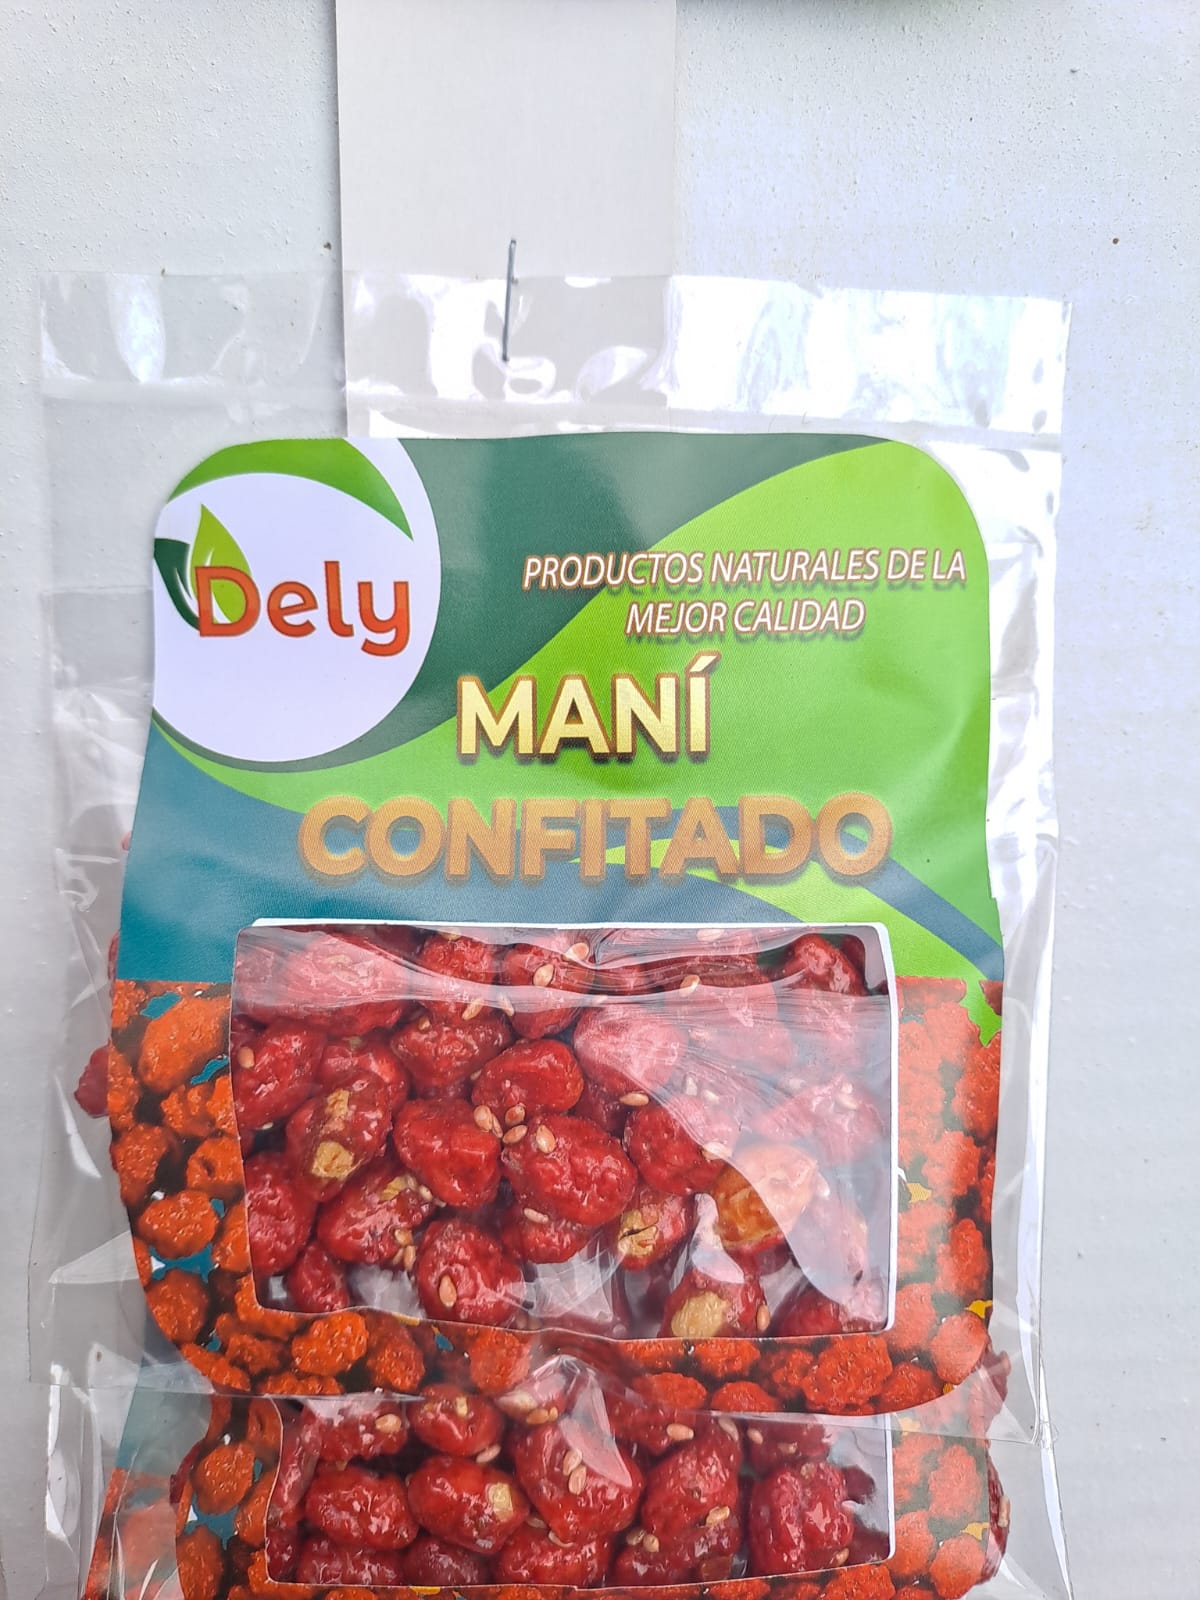 Dely
PRODUCTOS NATURALES DE LA
MEJOR CALIDAD
MANÍ
CONFITADO